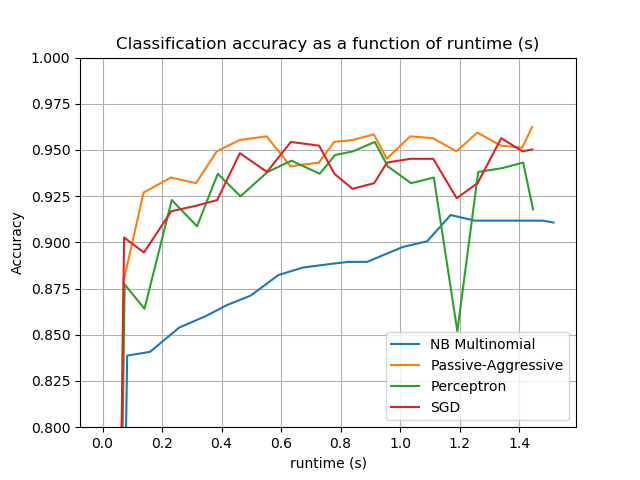 Classification accuracy as a function of runtime (s)
1.000
0.975
0.950
0.925
0.900
0.875
0.850
0.825
0.800
Accuracy
NB Multinomial
Passive-Aggressive
Perceptron
SGD
0.0 0.2 0.4 0.6 0.8 1.0 1.2 1.4
runtime (s)